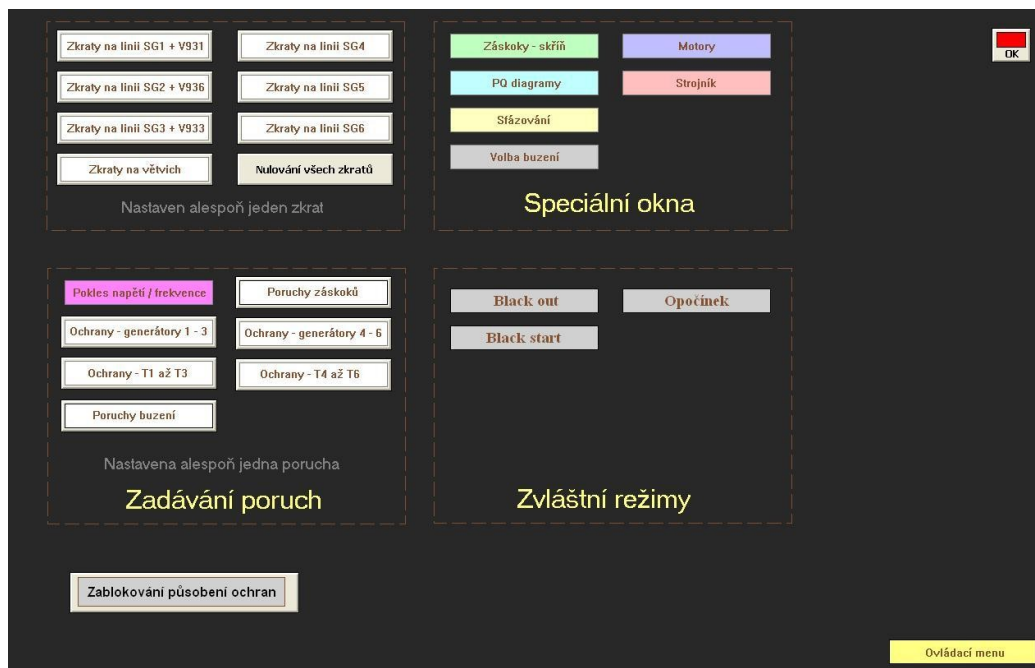 Zkraty na linii SG1 + V931
Zkraty na linii SG4
Zkraty na linii SG2 + V936
Zkraty na linii SG5
Zkraty na linii SG3 + V933
Zkraty na linii SG6
Zkraty na větvich
Nulování všech zkratů
Nastaven alespoň jeden zkrat
Záskoky - skříň
Motory
PQ diagramy
Strojník
Sfázování
Volba buzení
Speciální okna
OK
Pokles napětí / frekvence
Poruchy záskoků
Ochrany - generátory 1 - 3
Ochrany - generátory 4 - 6
Ochrany - T1 až T3
Ochrany - T4 až T6
Poruchy buzení
Nastavena alespoň jedna porucha
Zadávání poruch
Black out
Opočínek
Black start
Zvláštní režimy
Zablokování působení ochran
Ovládací menu